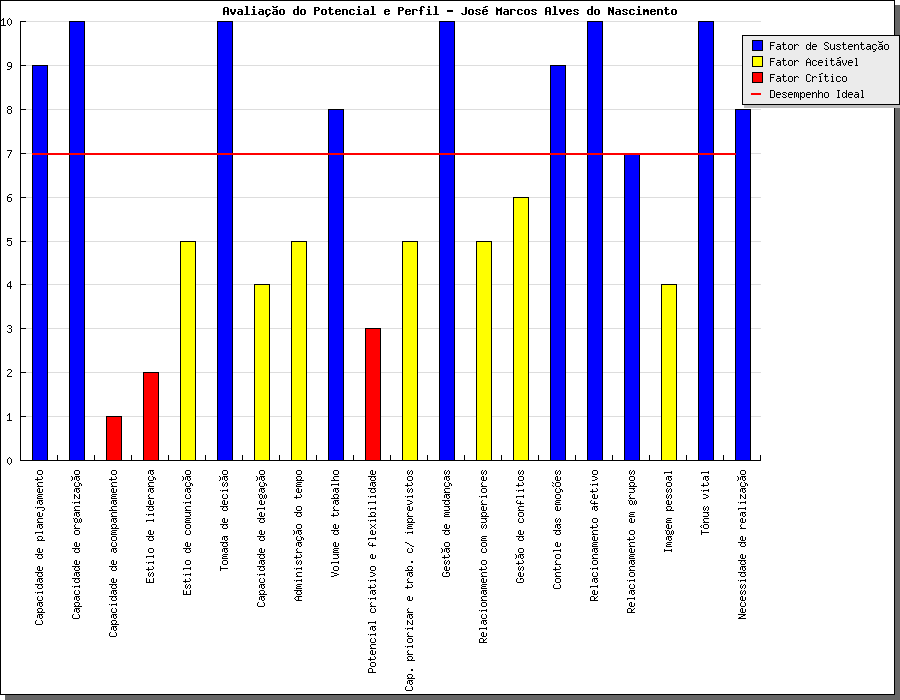 Avaliação do Potencial e Perfil - José Marcos Alves do Nascimento
Fator de Sustentação
Fator Aceitável
Fator Crítico
Desempenho Ideal
10
9
8
7
6
5
4
3
2
1
0
Capacidade de planejamento
Capacidade de organização
Capacidade de acompanhamento
Estilo de liderança
Estilo de comunicação
Tomada de decisão
Capacidade de delegação
Administração do tempo
Volume de trabalho
Potencial criativo e flexibilidade
Cap. priorizar e trab. c/ imprevistos
Gestão de mudanças
Relacionamento com superiores
Gestão de conflitos
Controle das emoções
Relacionamento afetivo
Relacionamento em grupos
Imagem pessoal
Tônus vital
Necessidade de realização